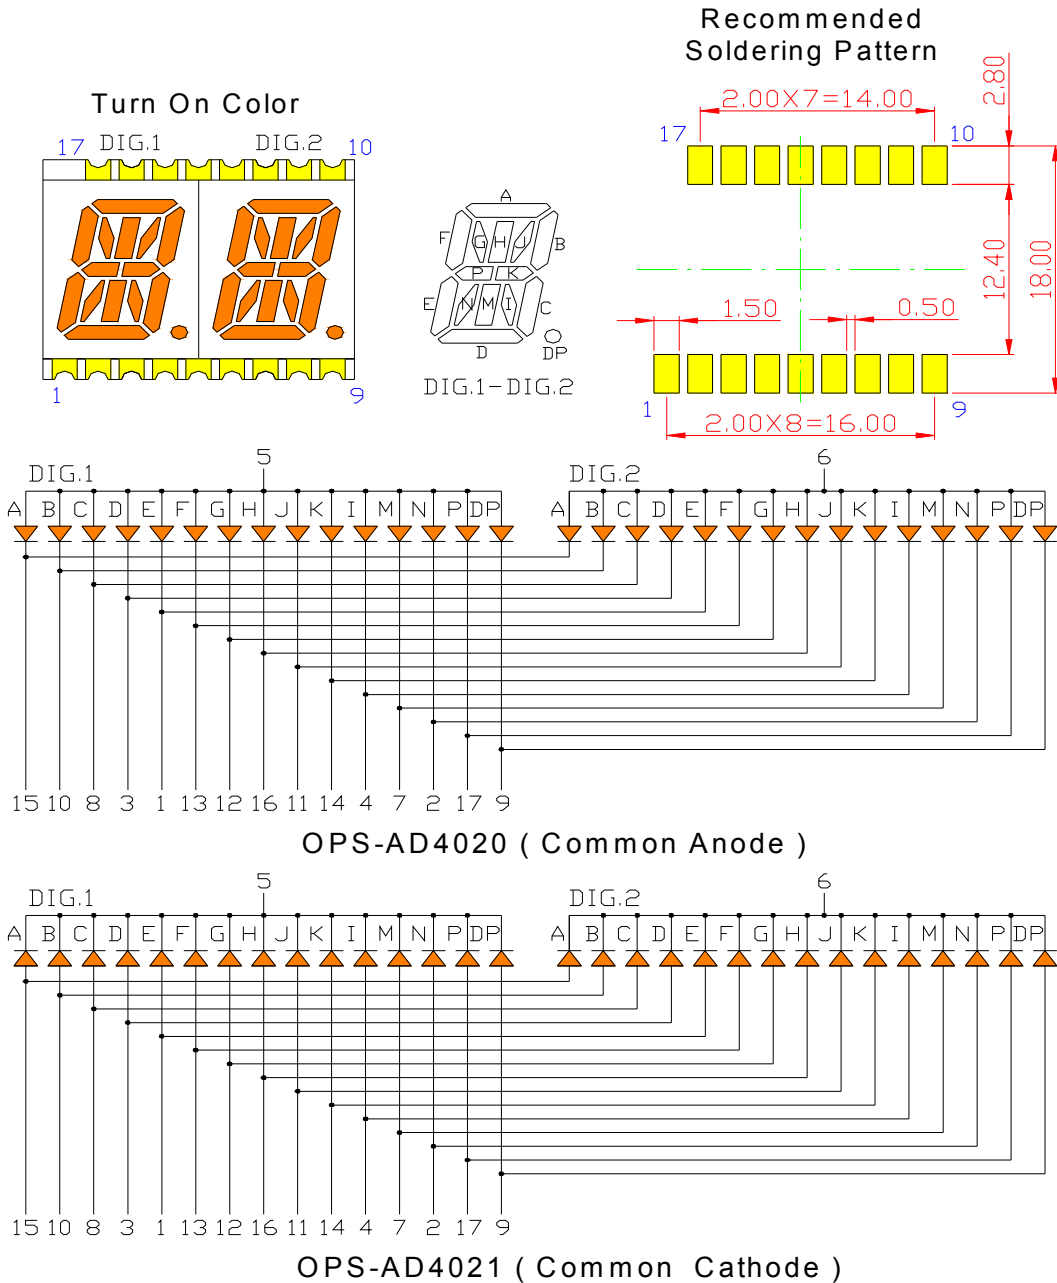 Recommended
Soldering Pattern
Turn On Color
17 DIG.1 DIG.2 10
1 9
A
F G H J B
P K
E N M I C
D DP
DIG.1-DIG.2
2.00X7=14.00
2.80
17 10
12.40
18.00
1.50 0.50
1 9
2.00X8=16.00
DIG.1 5 DIG.2 6
A B C D E F G H J K I M N P DP A B C D E F G H J K I M N P DP
15 10 8 3 1 13 12 16 11 14 4 7 2 17 9
OPS-AD4020 ( Common Anode )
DIG.1 5 DIG.2 6
A B C D E F G H J K I M N P DP A B C D E F G H J K I M N P DP
15 10 8 3 1 13 12 16 11 14 4 7 2 17 9
OPS-AD4021 ( Common Cathode )